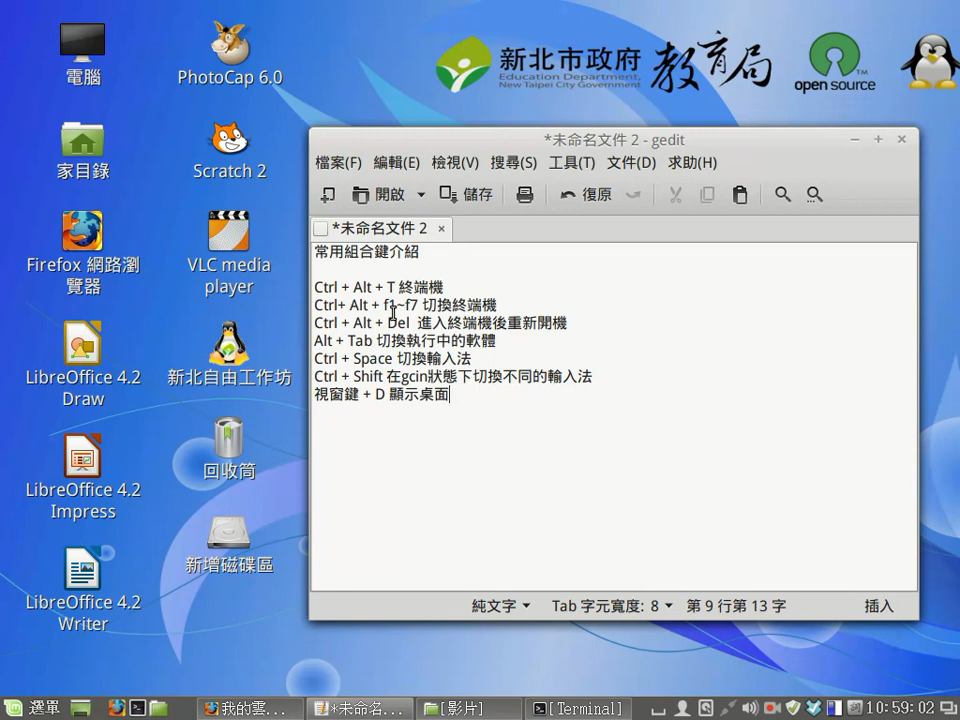 電腦
PhotoCap 6.0
家目錄
Scratch 2
Firefox 網路瀏
覽器
VLC media
player
LibreOffice 4.2
Draw
新北自由工作坊
LibreOffice 4.2
Impress
回收筒
新增磁碟區
LibreOffice 4.2
Writer
新北市政府
Education Department,
New Taipei City Government
教育局
open source
*未命名文件 2 - gedit
檔案(F) 編輯(E) 檢視(V) 搜尋(S) 工具(T) 文件(D) 求助(H)
開啟 儲存 復原
*未命名文件 2
常用組合鍵介紹
Ctrl + Alt + T 終端機
Ctrl+ Alt + f1~f7 切換終端機
Ctrl + Alt + Del 進入終端機後重新開機
Alt + Tab 切換執行中的軟體
Ctrl + Space 切換輸入法
Ctrl + Shift 在gcin狀態下切換不同的輸入法
視窗鍵 + D 顯示桌面
純文字 Tab 字元寬度: 8 第 9 行第 13 字 插入
選單 我的雲... *未命名... [影片] [Terminal] 10:59:02